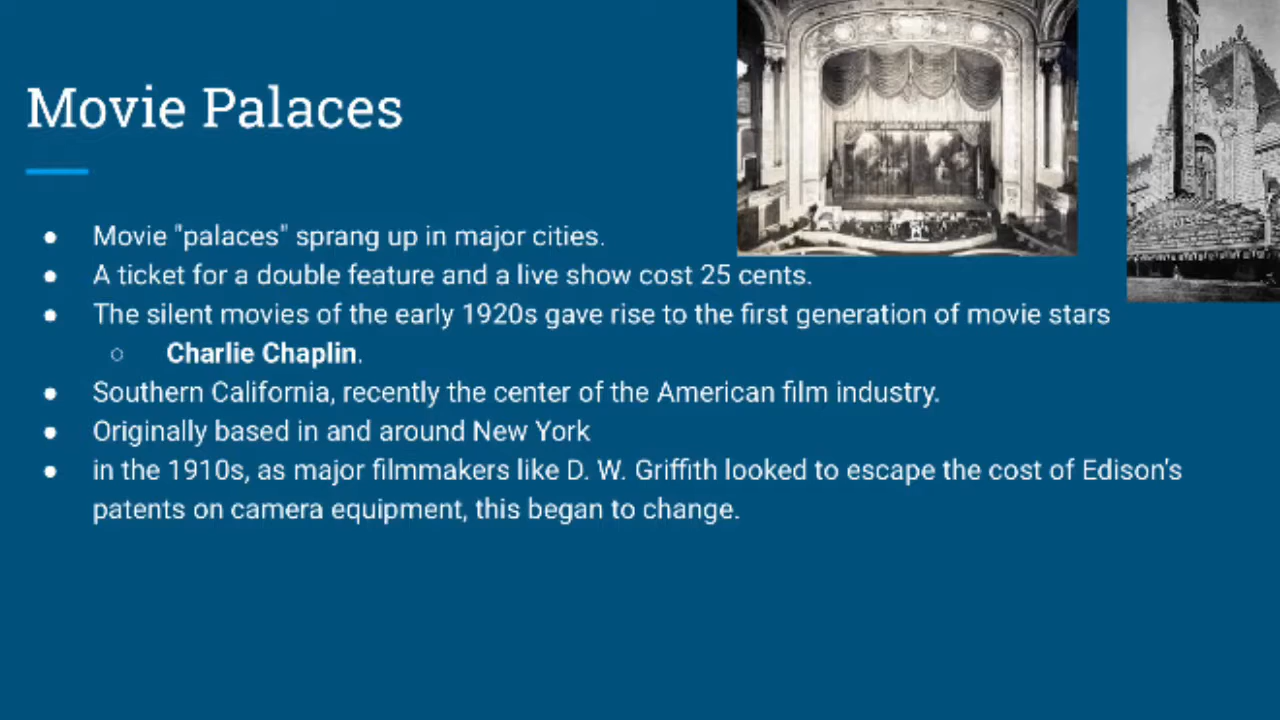 Movie Palaces
● Movie "palaces" sprang up in major cities.
● A ticket for a double feature and a live show cost 25 cents.
● The silent movies of the early 1920s gave rise to the first generation of movie stars
○ Charlie Chaplin.
● Southern California, recently the center of the American film industry.
● Originally based in and around New York
● in the 1910s, as major filmmakers like D. W. Griffith looked to escape the cost of Edison's
patents on camera equipment, this began to change.